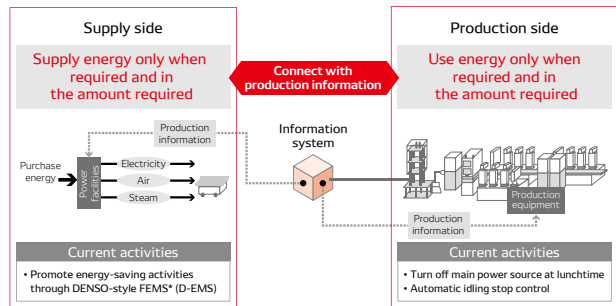 Supply side
Supply energy only when
required and in
the amount required
Connect with
production information
Production side
Use energy only when
required and in
the amount required
Production
information
Information
system
Purchase
energy
Power
facilities
Electricity
Air
Steam
Production
equipment
Production
information
Current activities
• Promote energy-saving activities
through DENSO-style FEMS* (D-EMS)
Current activities
• Turn off main power source at lunchtime
• Automatic idling stop control